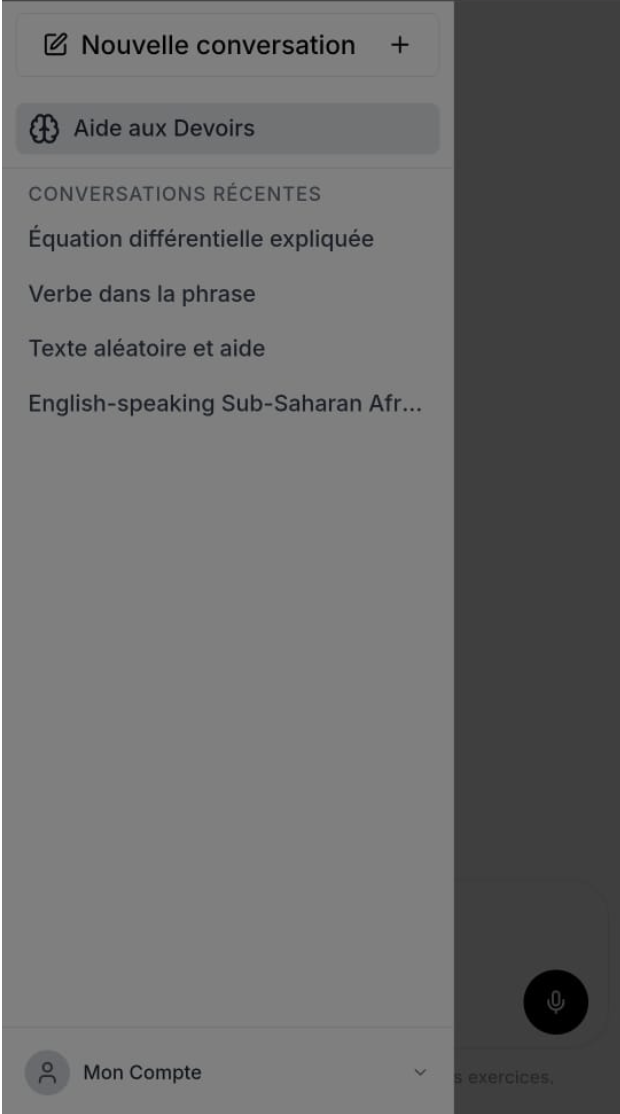 Nouvelle conversation +
Aide aux Devoirs
CONVERSATIONS RÉCENTES
Équation différentielle expliquée
Verbe dans la phrase
Texte aléatoire et aide
English-speaking Sub-Saharan Afr...
Mon Compte
s exercices.